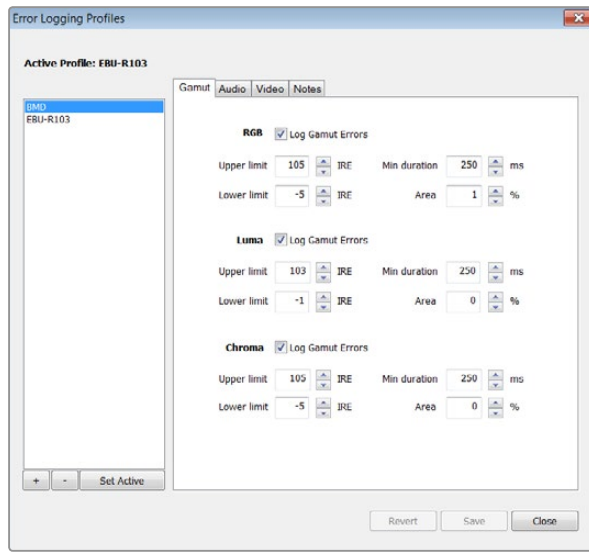 Error Logging Profiles
Active Profile: EBU-R103
BMD
EBU-R103
Gamut Audio Video Notes
RGB Log Gamut Errors
Upper limit 105 IRE Min duration 250 ms
Lower limit -5 IRE Area 1 %
Luma Log Gamut Errors
Upper limit 103 IRE Min duration 250 ms
Lower limit -1 IRE Area 0 %
Chroma Log Gamut Errors
Upper limit 105 IRE Min duration 250 ms
Lower limit -5 IRE Area 0 %
+ - Set Active
Revert Save Close